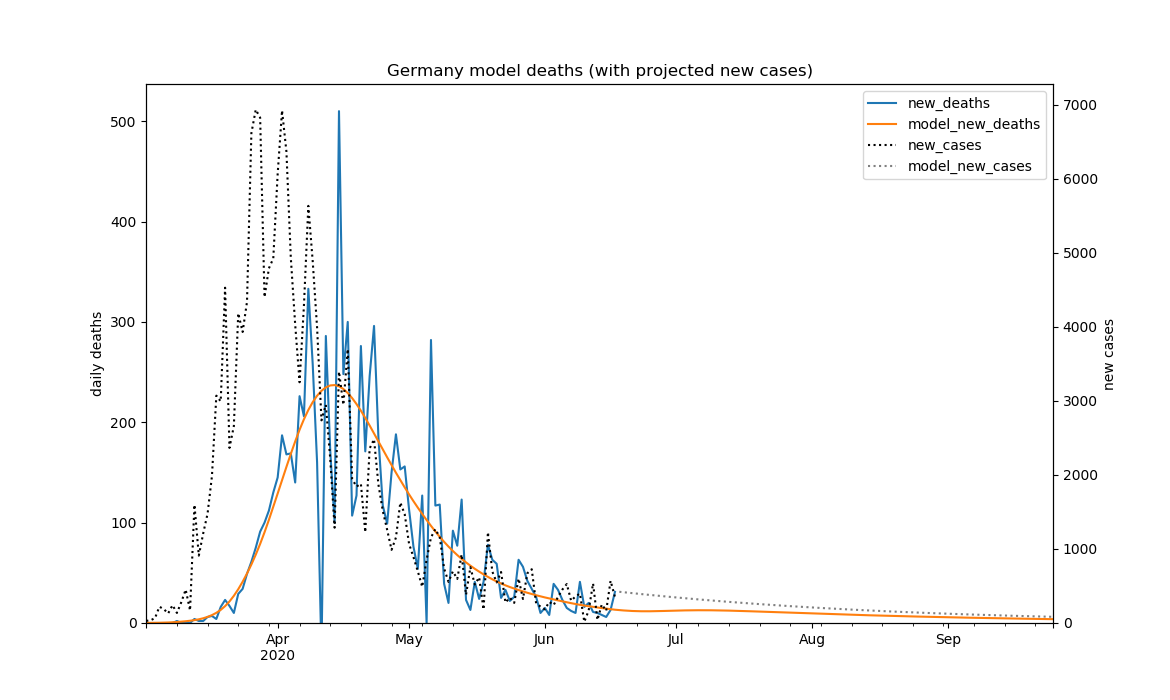 Germany model deaths (with projected new cases)
new_deaths
model_new_deaths
new_cases
model_new_cases
daily deaths
500
400
300
200
100
0
new cases
7000
6000
5000
4000
3000
2000
1000
0
Apr
2020
May
Jun
Jul
Aug
Sep